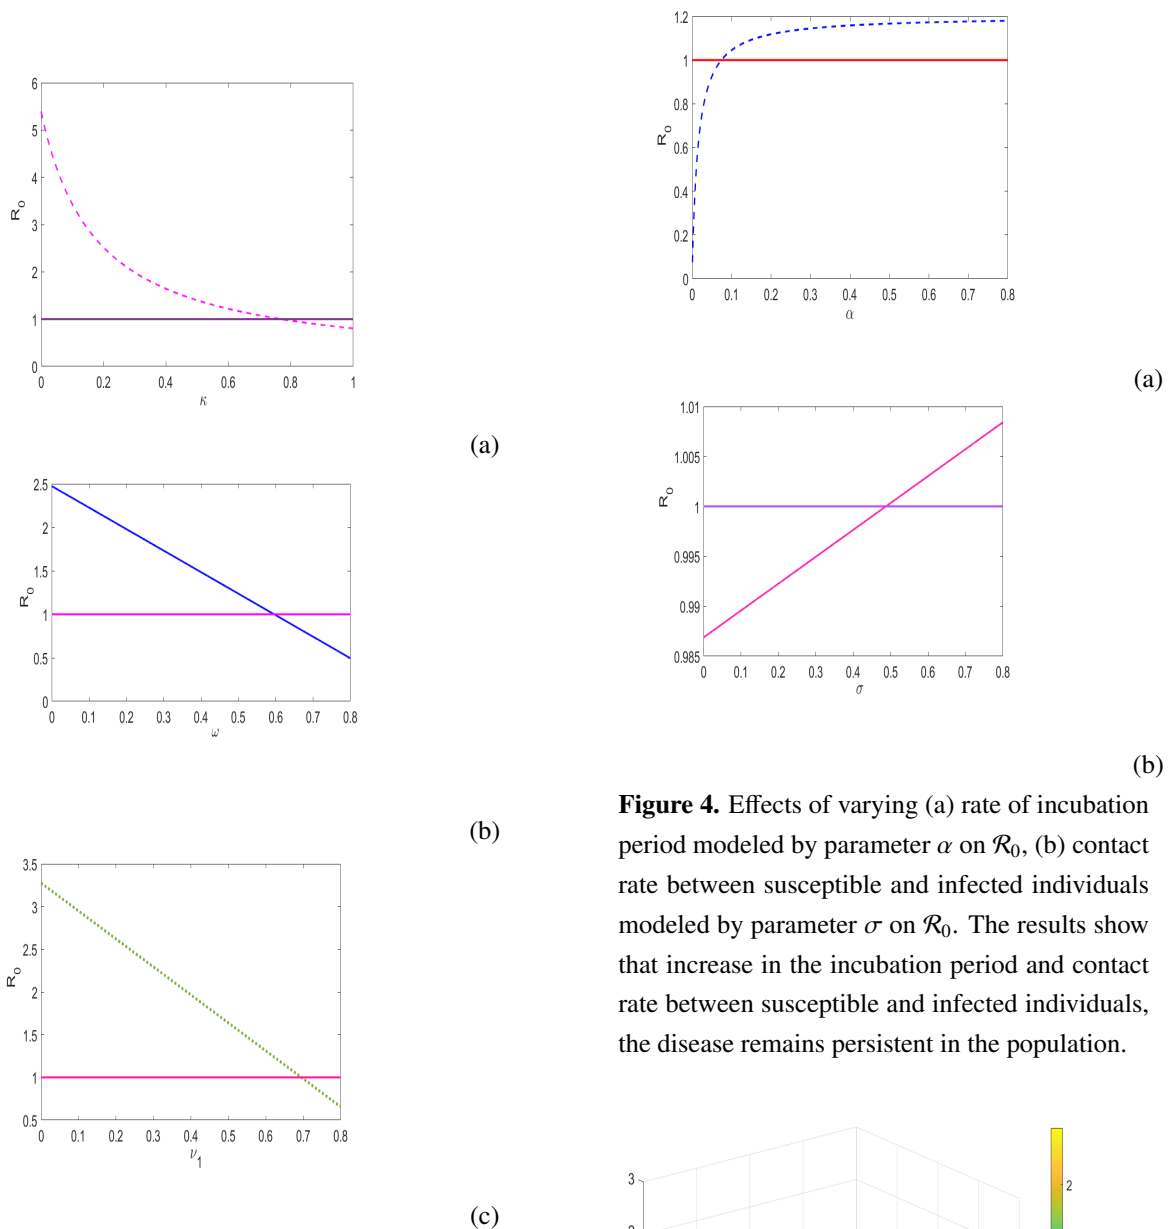 6
5
4
3
2
1
0
R_o
0 0.2 0.4 0.6 0.8 1
κ
(a)
2.5
2
1.5
1
0.5
0
R_o
0 0.1 0.2 0.3 0.4 0.5 0.6 0.7 0.8
ω
(b)
3.5
3
2.5
2
1.5
1
0.5
R_o
0 0.1 0.2 0.3 0.4 0.5 0.6 0.7 0.8
ν_1
(c)
1.2
1
0.8
0.6
0.4
0.2
0
R_o
0 0.1 0.2 0.3 0.4 0.5 0.6 0.7 0.8
α
(a)
1.01
1.005
1
0.995
0.99
0.985
R_o
0 0.1 0.2 0.3 0.4 0.5 0.6 0.7 0.8
σ
(b)
Figure 4. Effects of varying (a) rate of incubation
period modeled by parameter α on R_0, (b) contact
rate between susceptible and infected individuals
modeled by parameter σ on R_0. The results show
that increase in the incubation period and contact
rate between susceptible and infected individuals,
the disease remains persistent in the population.
3
2